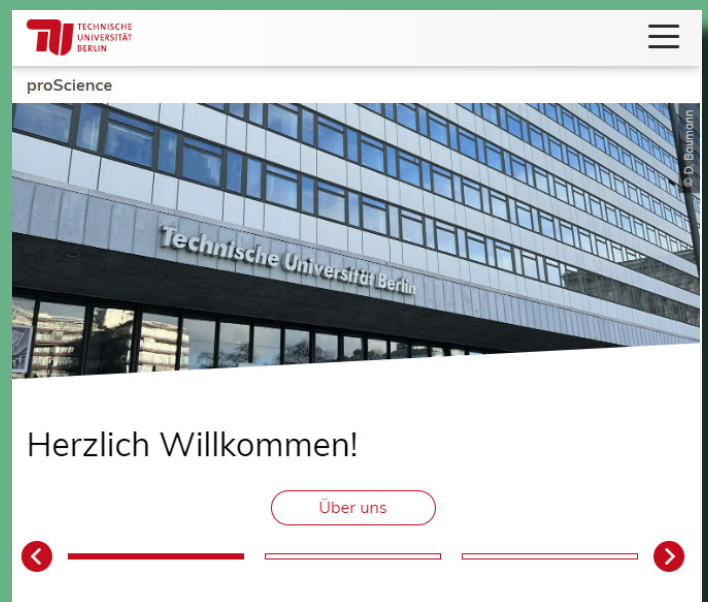 TECHNISCHE
UNIVERSITÄT
BERLIN
proScience
© D. Baumann
Technische Universität Berlin
Herzlich Willkommen!
Über uns